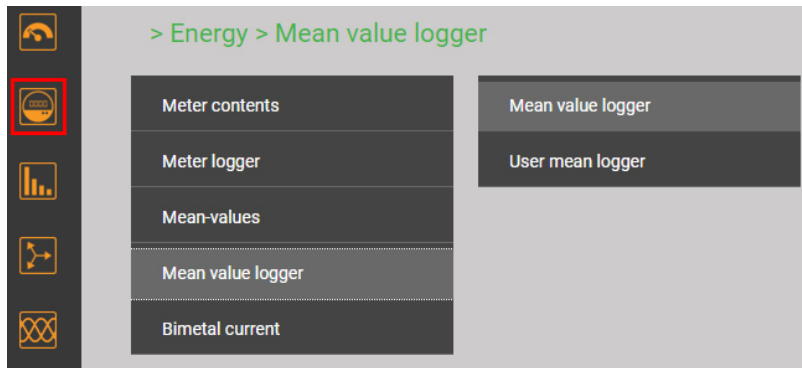 > Energy > Mean value logger
Meter contents
Meter logger
Mean-values
Mean value logger
Bimetal current
Mean value logger
User mean logger